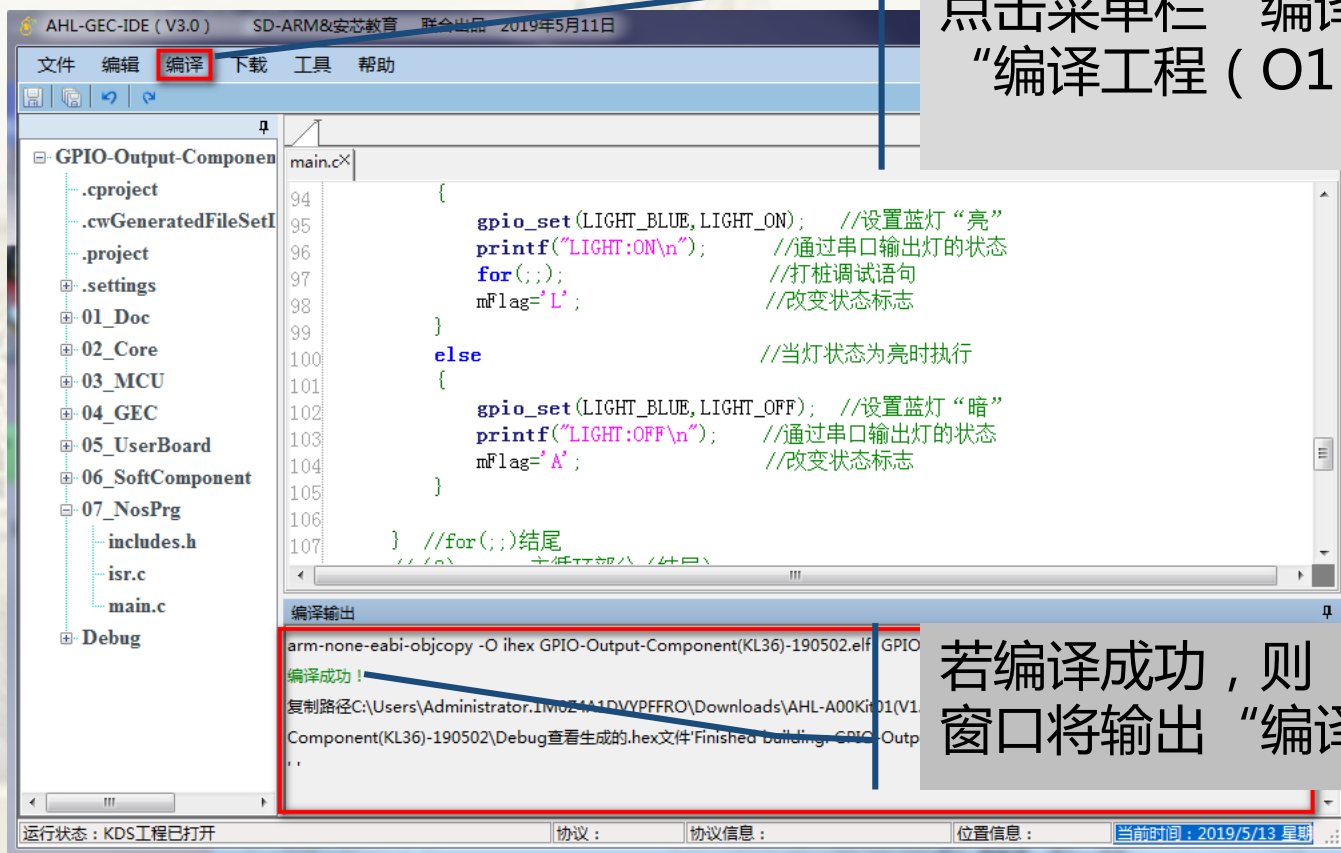 AHL-GEC-IDE ( V3.0 ) SD-ARM&安芯教育 联合出品 2019年5月11日
点击菜单栏 “编译
“编译工程 ( O1
文件 编辑 编译 下载 工具 帮助
GPIO-Output-Componen
.cproject
.cwGeneratedFileSetI
.project
.settings
01_Doc
02_Core
03_MCU
04_GEC
05_UserBoard
06_SoftComponent
07_NosPrg
includes.h
isr.c
main.c
Debug
main.c
94 {
95 gpio_set(LIGHT_BLUE,LIGHT_ON); //设置蓝灯“亮”
96 printf("LIGHT:ON\n"); //通过串口输出灯的状态
97 for(;;); //打桩调试语句
98 mFlag='L'; //改变状态标志
99 }
100 else //当灯状态为亮时执行
101 {
102 gpio_set(LIGHT_BLUE,LIGHT_OFF); //设置蓝灯“暗”
103 printf("LIGHT:OFF\n"); //通过串口输出灯的状态
104 mFlag='A'; //改变状态标志
105 }
106
107 } //for(;;)结尾
编译输出
arm-none-eabi-objcopy -O ihex GPIO-Output-Component(KL36)-190502.elf GPIO
编译成功！
复制路径C:\Users\Administrator.1M0Z4A1DVYPFFRO\Downloads\AHL-A00Kit01(V1.
Component(KL36)-190502\Debug查看生成的.hex文件'Finished building: GPIO-Outp
' '
若编译成功，则
窗口将输出 “编译
运行状态：KDS工程已打开 协议： 协议信息： 位置信息： 当前时间：2019/5/13 星期